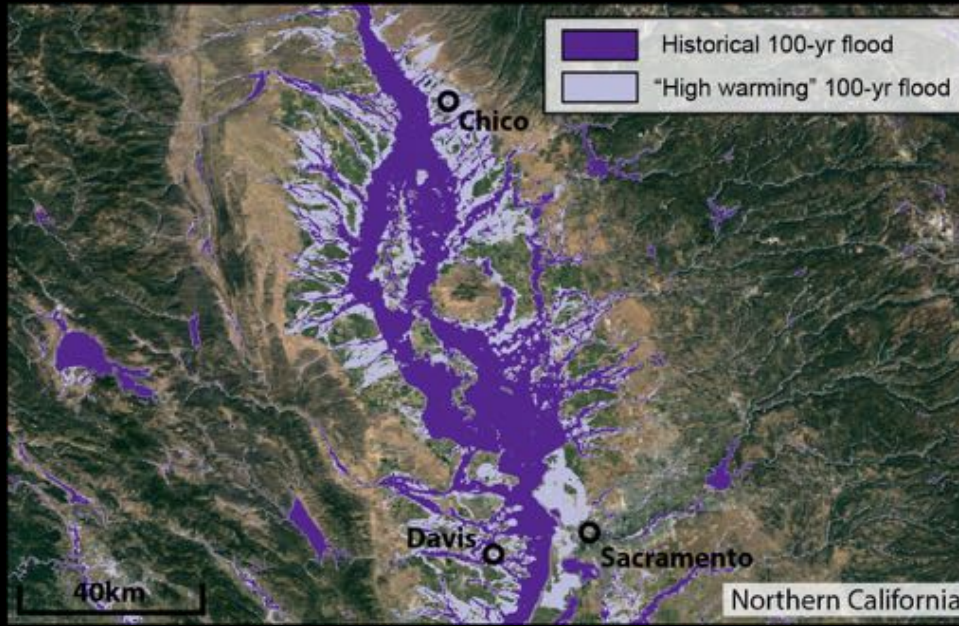 Historical 100-yr flood
“High warming” 100-yr flood
Chico
Davis
Sacramento
40km
Northern California